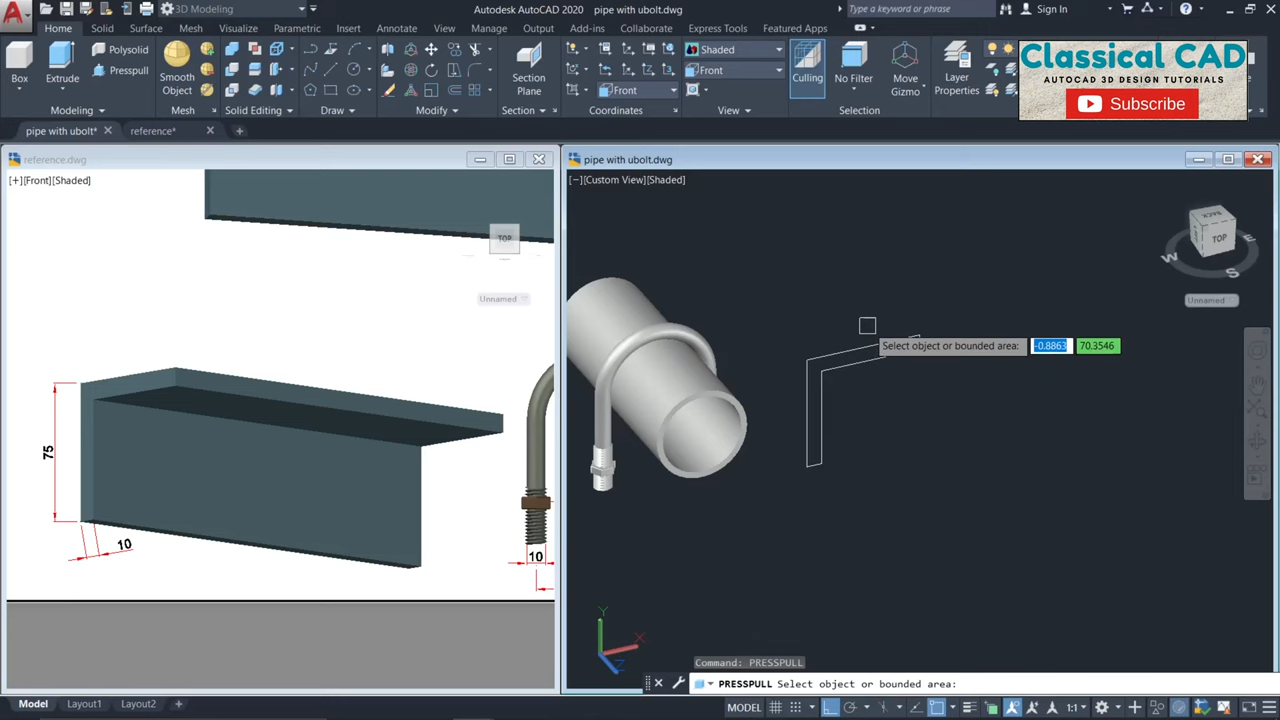 3D Modeling
Autodesk AutoCAD 2020 pipe with ubolt.dwg
Type a keyword or phrase
Sign In
Home Solid Surface Mesh Visualize Parametric Insert Annotate View Manage Output Add-ins Collaborate Express Tools Featured Apps
Box
Extrude
Polysolid
Presspull
Smooth
Object
Section
Plane
Shaded
Front
Front
Culling
No Filter
Move
Gizmo
Layer
Properties
Modeling
Mesh
Solid Editing
Draw
Modify
Section
Coordinates
View
Selection
Classical CAD
AUTOCAD 3D DESIGN TUTORIALS
Subscribe
pipe with ubolt*
reference*
reference.dwg
[+][Front][Shaded]
TOP
Unnamed
75
10
10
pipe with ubolt.dwg
[−][Custom View][Shaded]
BACK
TOP
W
E
S
Unnamed
Select object or bounded area:
-0.8863
70.3546
Y
X
Z
Command: PRESSPULL
PRESSPULL Select object or bounded area:
Model Layout1 Layout2
MODEL
1:1